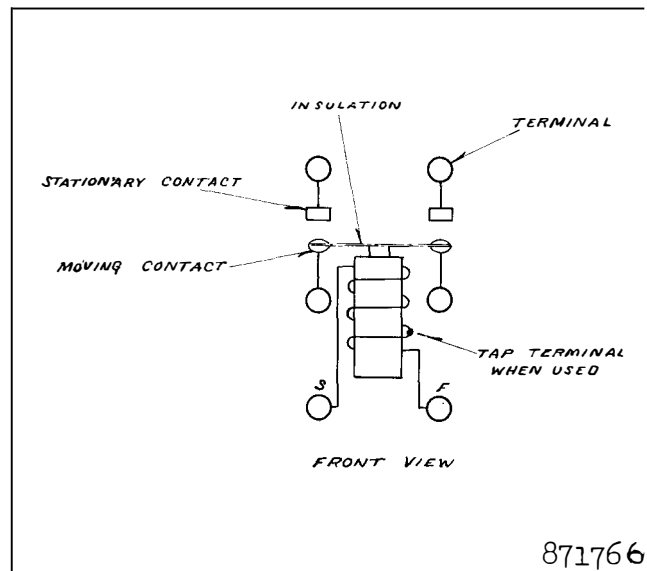 INSULATION
TERMINAL
STATIONARY CONTACT
MOVING CONTACT
TAP TERMINAL
WHEN USED
S F
FRONT VIEW
871766